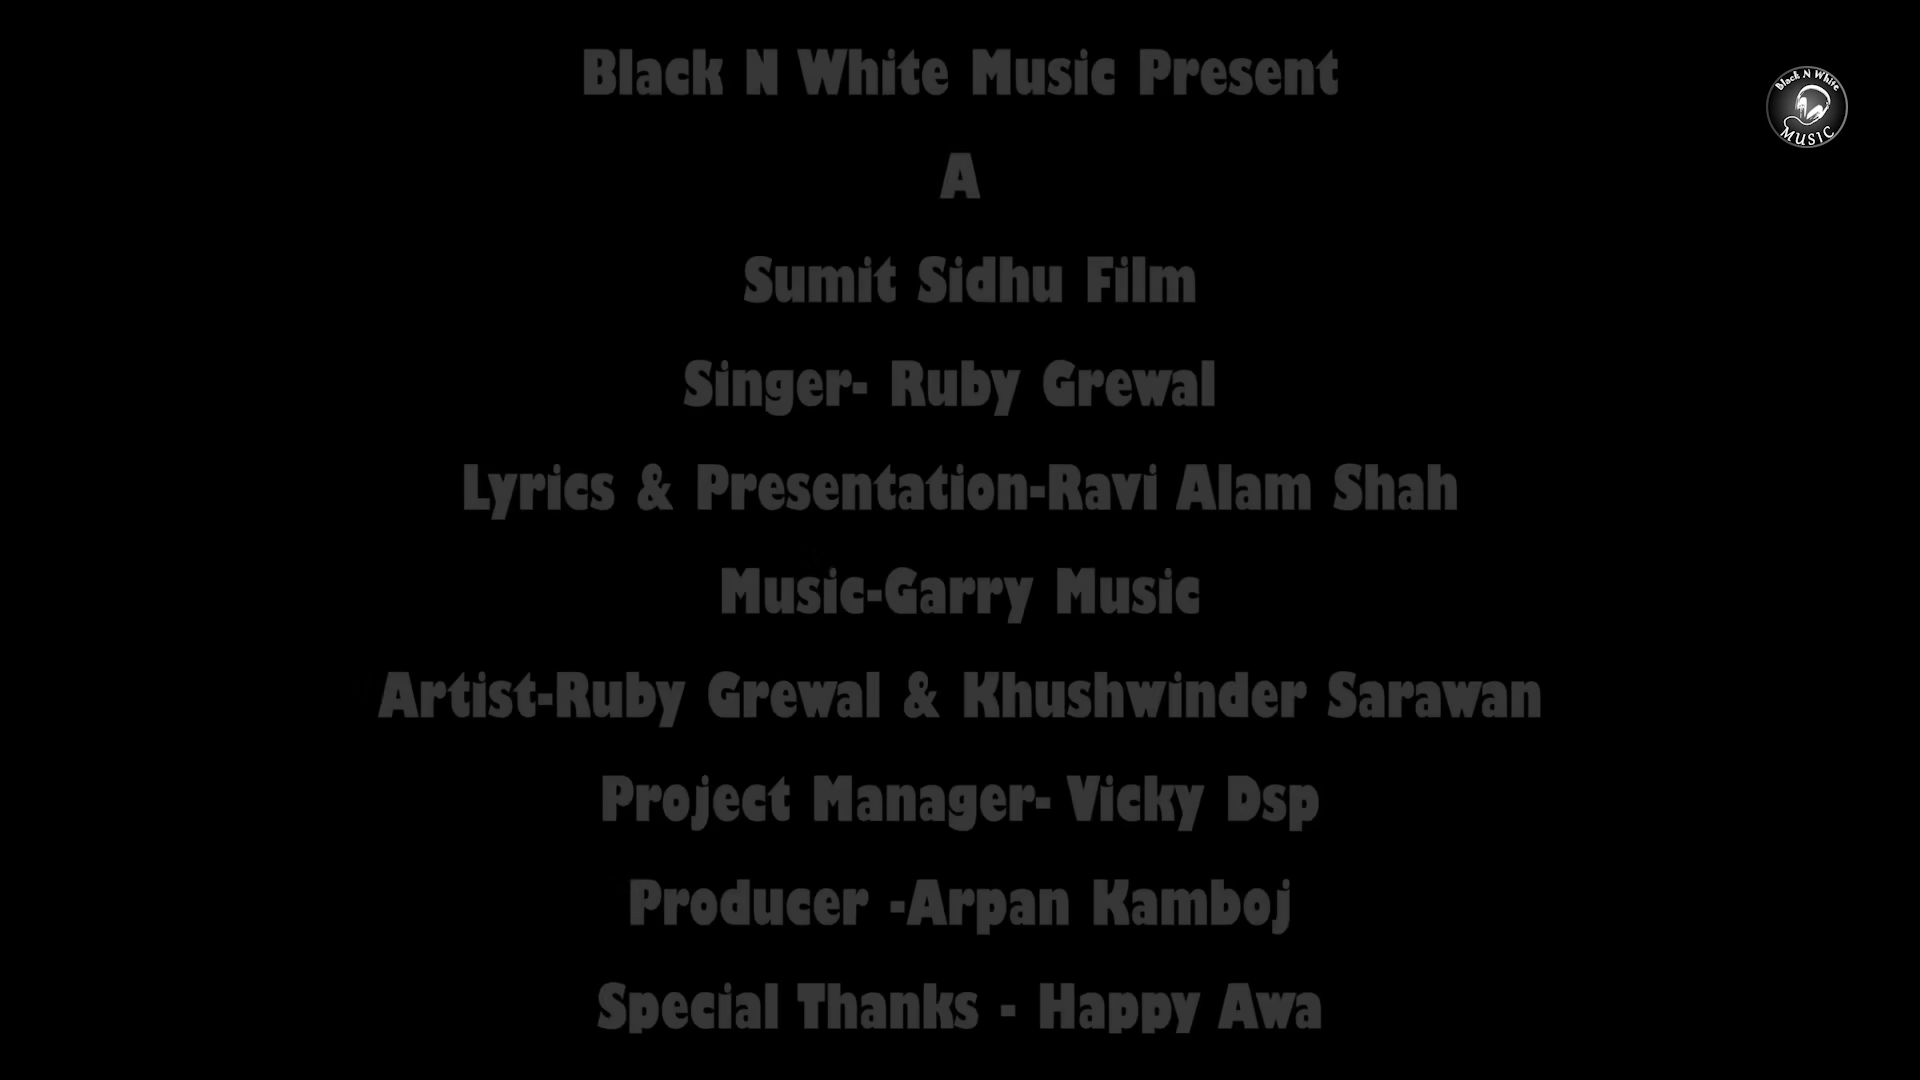 Black N White Music Present
Black N White
MUSIC
A
Sumit Sidhu Film
Singer- Ruby Grewal
Lyrics & Presentation-Ravi Alam Shah
Music-Garry Music
Artist-Ruby Grewal & Khushwinder Sarawan
Project Manager- Vicky Dsp
Producer -Arpan Kamboj
Special Thanks - Happy Awa